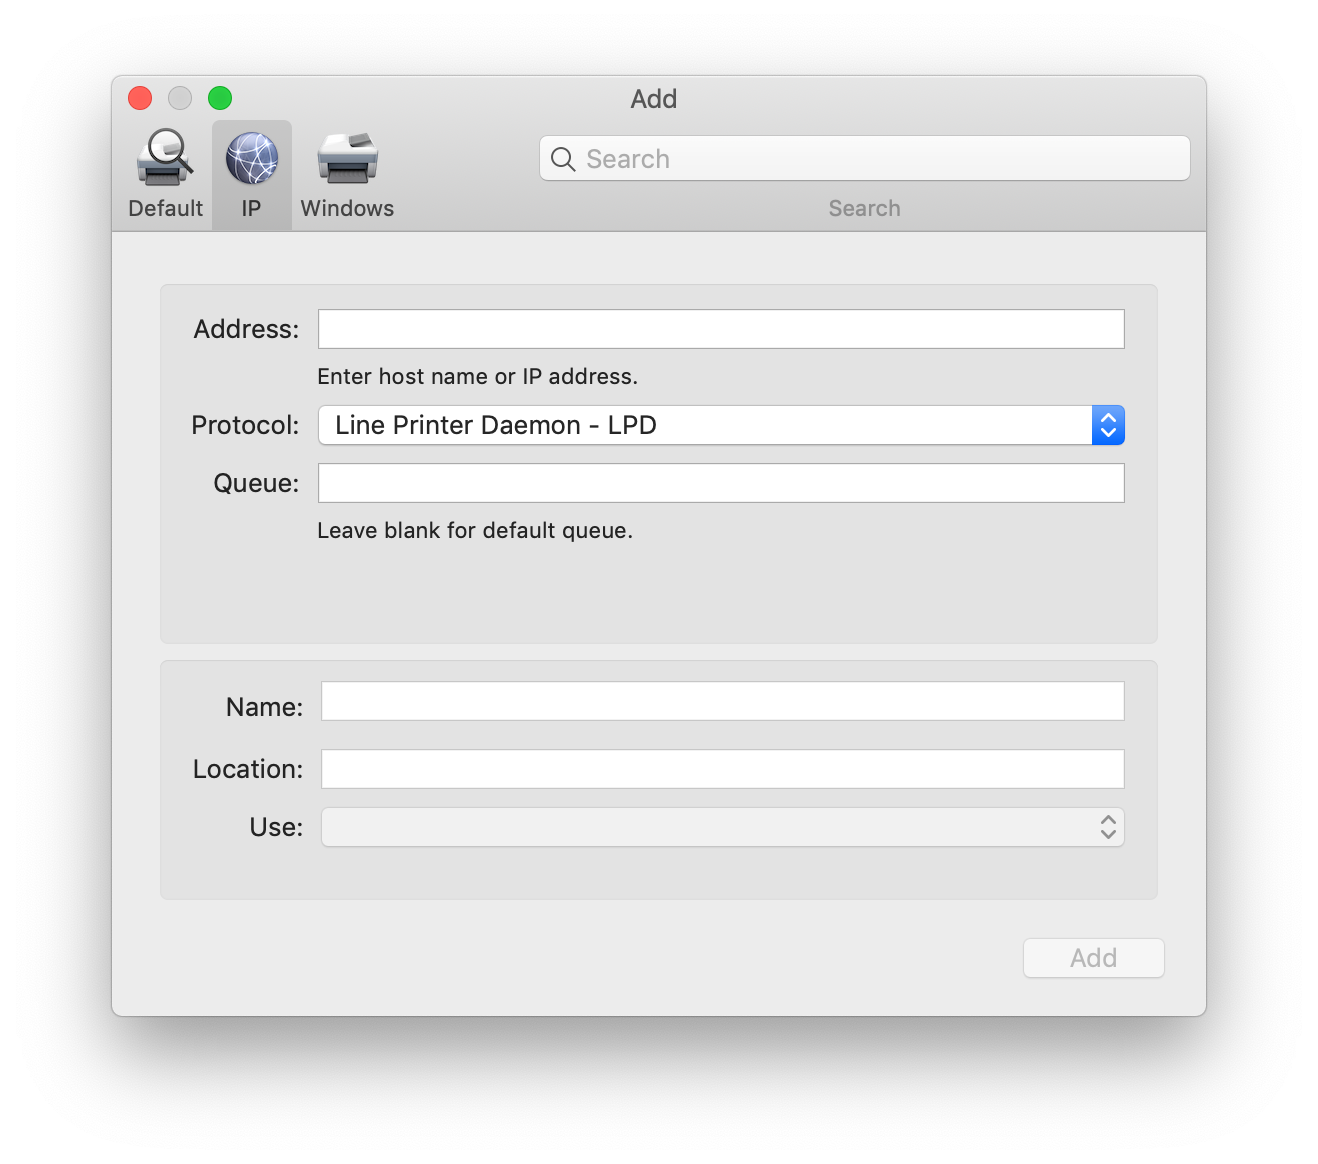 Add
Default
IP
Windows
Search
Search
Address:
Enter host name or IP address.
Protocol: Line Printer Daemon - LPD
Queue:
Leave blank for default queue.
Name:
Location:
Use:
Add